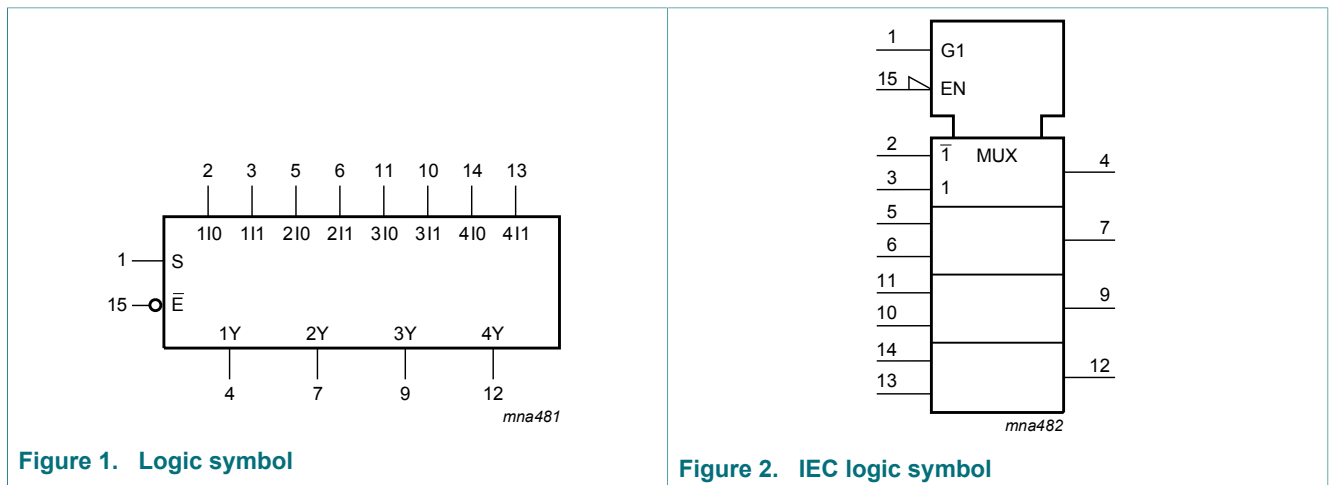 2 3 5 6 11 10 14 13
1I0 1I1 2I0 2I1 3I0 3I1 4I0 4I1
1 S
15 E̅
1Y 2Y 3Y 4Y
4 7 9 12
mna481
Figure 1. Logic symbol
1 G1
15 EN
2 1̅ MUX 4
3 1
5
7
6
11
9
10
14
12
13
mna482
Figure 2. IEC logic symbol